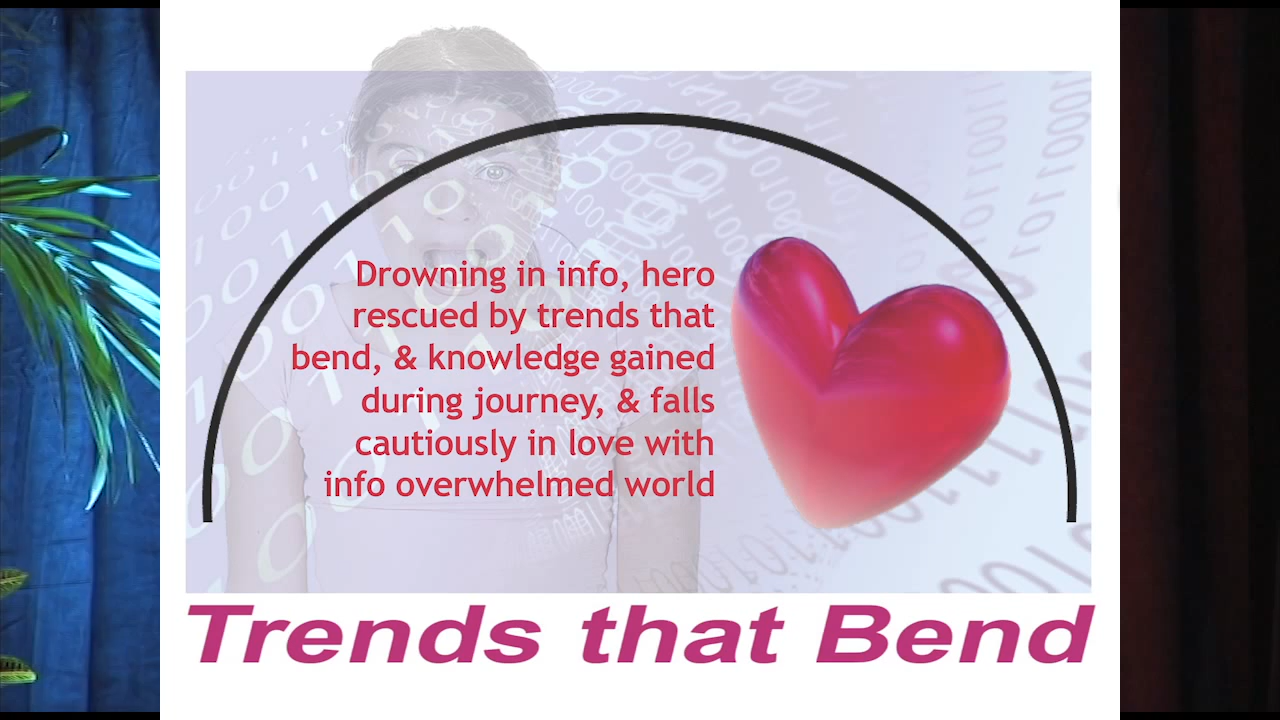 Drowning in info, hero
rescued by trends that
bend, & knowledge gained
during journey, & falls
cautiously in love with
info overwhelmed world
Trends that Bend